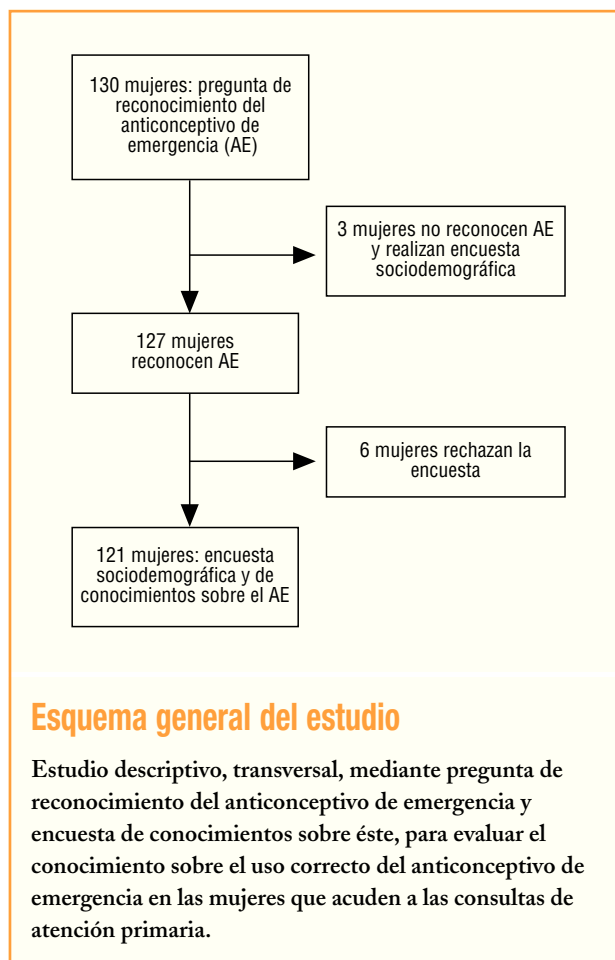 130 mujeres: pregunta de
reconocimiento del
anticonceptivo de
emergencia (AE)
3 mujeres no reconocen AE
y realizan encuesta
sociodemográfica
127 mujeres
reconocen AE
6 mujeres rechazan la
encuesta
121 mujeres: encuesta
sociodemográfica y de
conocimientos sobre el AE
Esquema general del estudio
Estudio descriptivo, transversal, mediante pregunta de
reconocimiento del anticonceptivo de emergencia y
encuesta de conocimientos sobre éste, para evaluar el
conocimiento sobre el uso correcto del anticonceptivo de
emergencia en las mujeres que acuden a las consultas de
atención primaria.